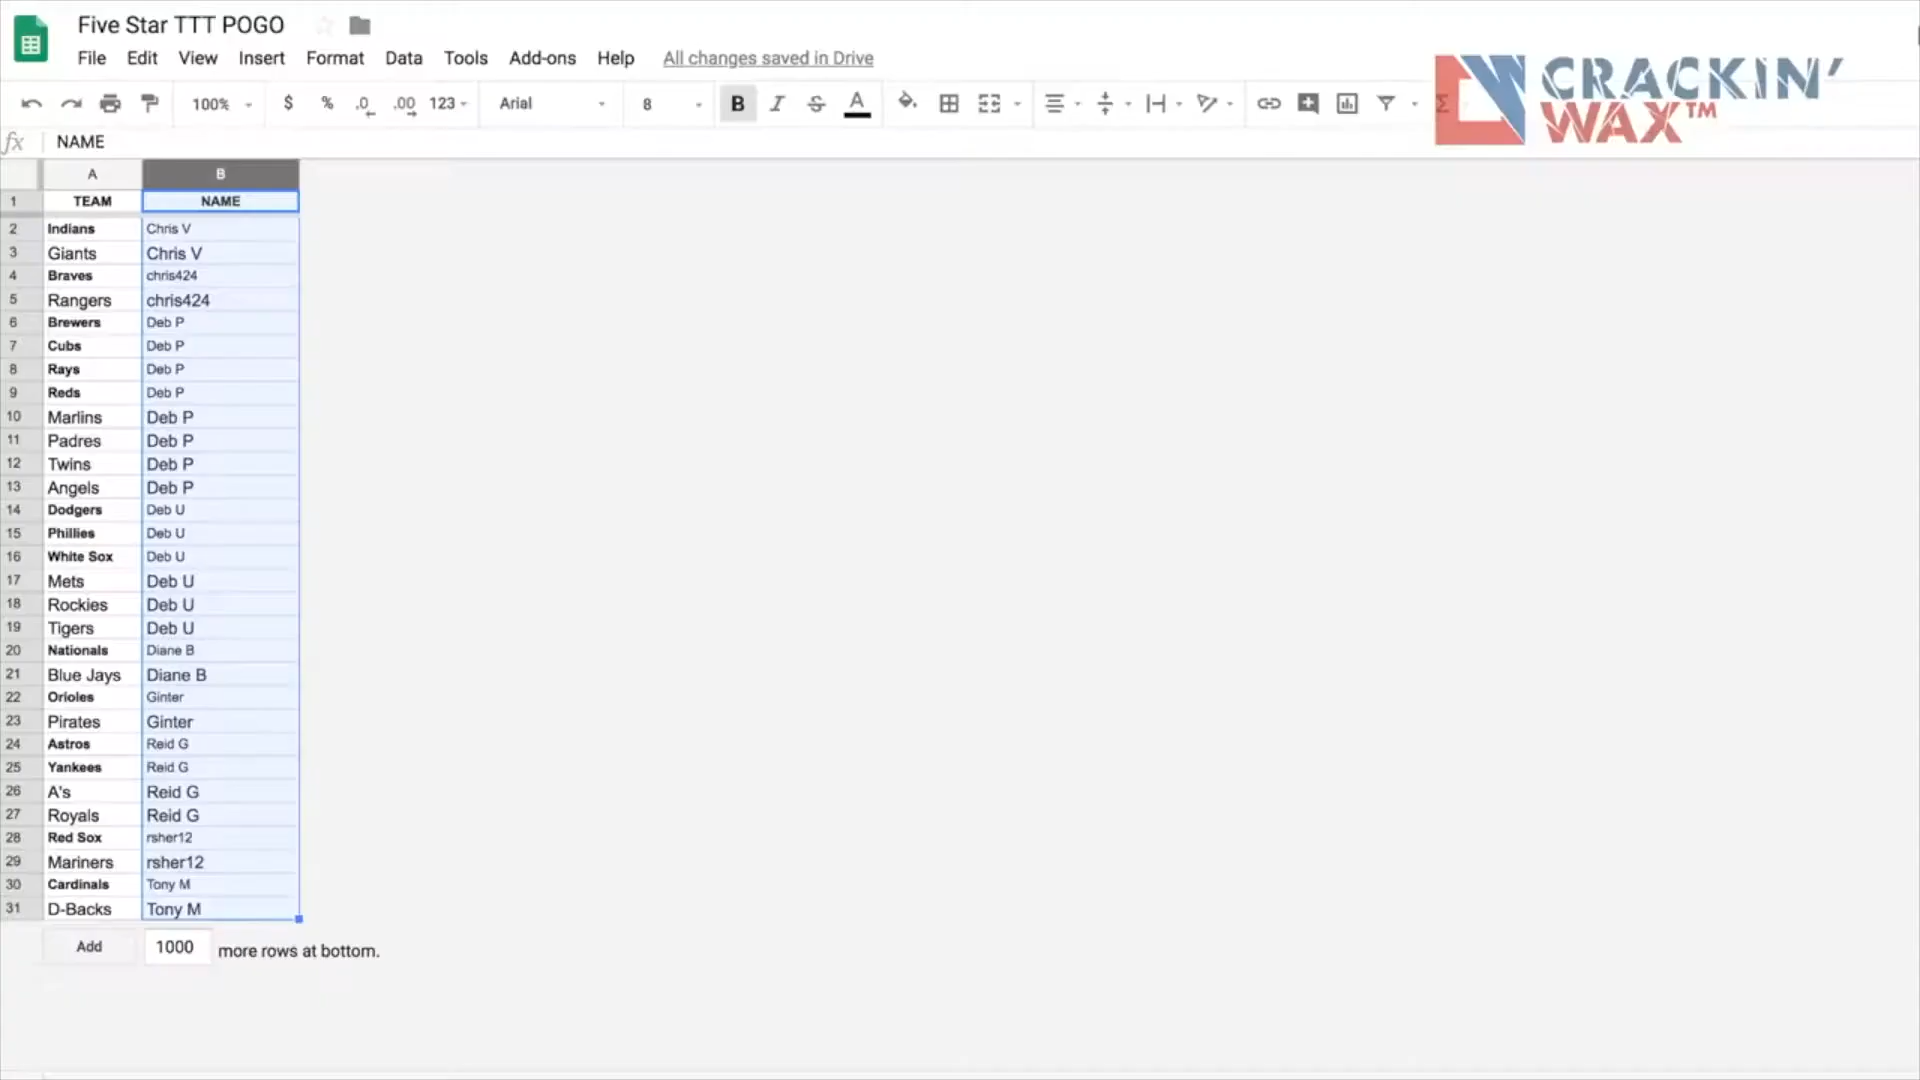 Five Star TTT POGO
File Edit View Insert Format Data Tools Add-ons Help All changes saved in Drive
100% $ % .0 .00 123 Arial 8 B I S A Σ
CRACKIN'
WAX™
fx NAME
A B
1 TEAM NAME
2 Indians Chris V
3 Giants Chris V
4 Braves chris424
5 Rangers chris424
6 Brewers Deb P
7 Cubs Deb P
8 Rays Deb P
9 Reds Deb P
10 Marlins Deb P
11 Padres Deb P
12 Twins Deb P
13 Angels Deb P
14 Dodgers Deb U
15 Phillies Deb U
16 White Sox Deb U
17 Mets Deb U
18 Rockies Deb U
19 Tigers Deb U
20 Nationals Diane B
21 Blue Jays Diane B
22 Orioles Ginter
23 Pirates Ginter
24 Astros Reid G
25 Yankees Reid G
26 A's Reid G
27 Royals Reid G
28 Red Sox rsher12
29 Mariners rsher12
30 Cardinals Tony M
31 D-Backs Tony M
Add 1000 more rows at bottom.